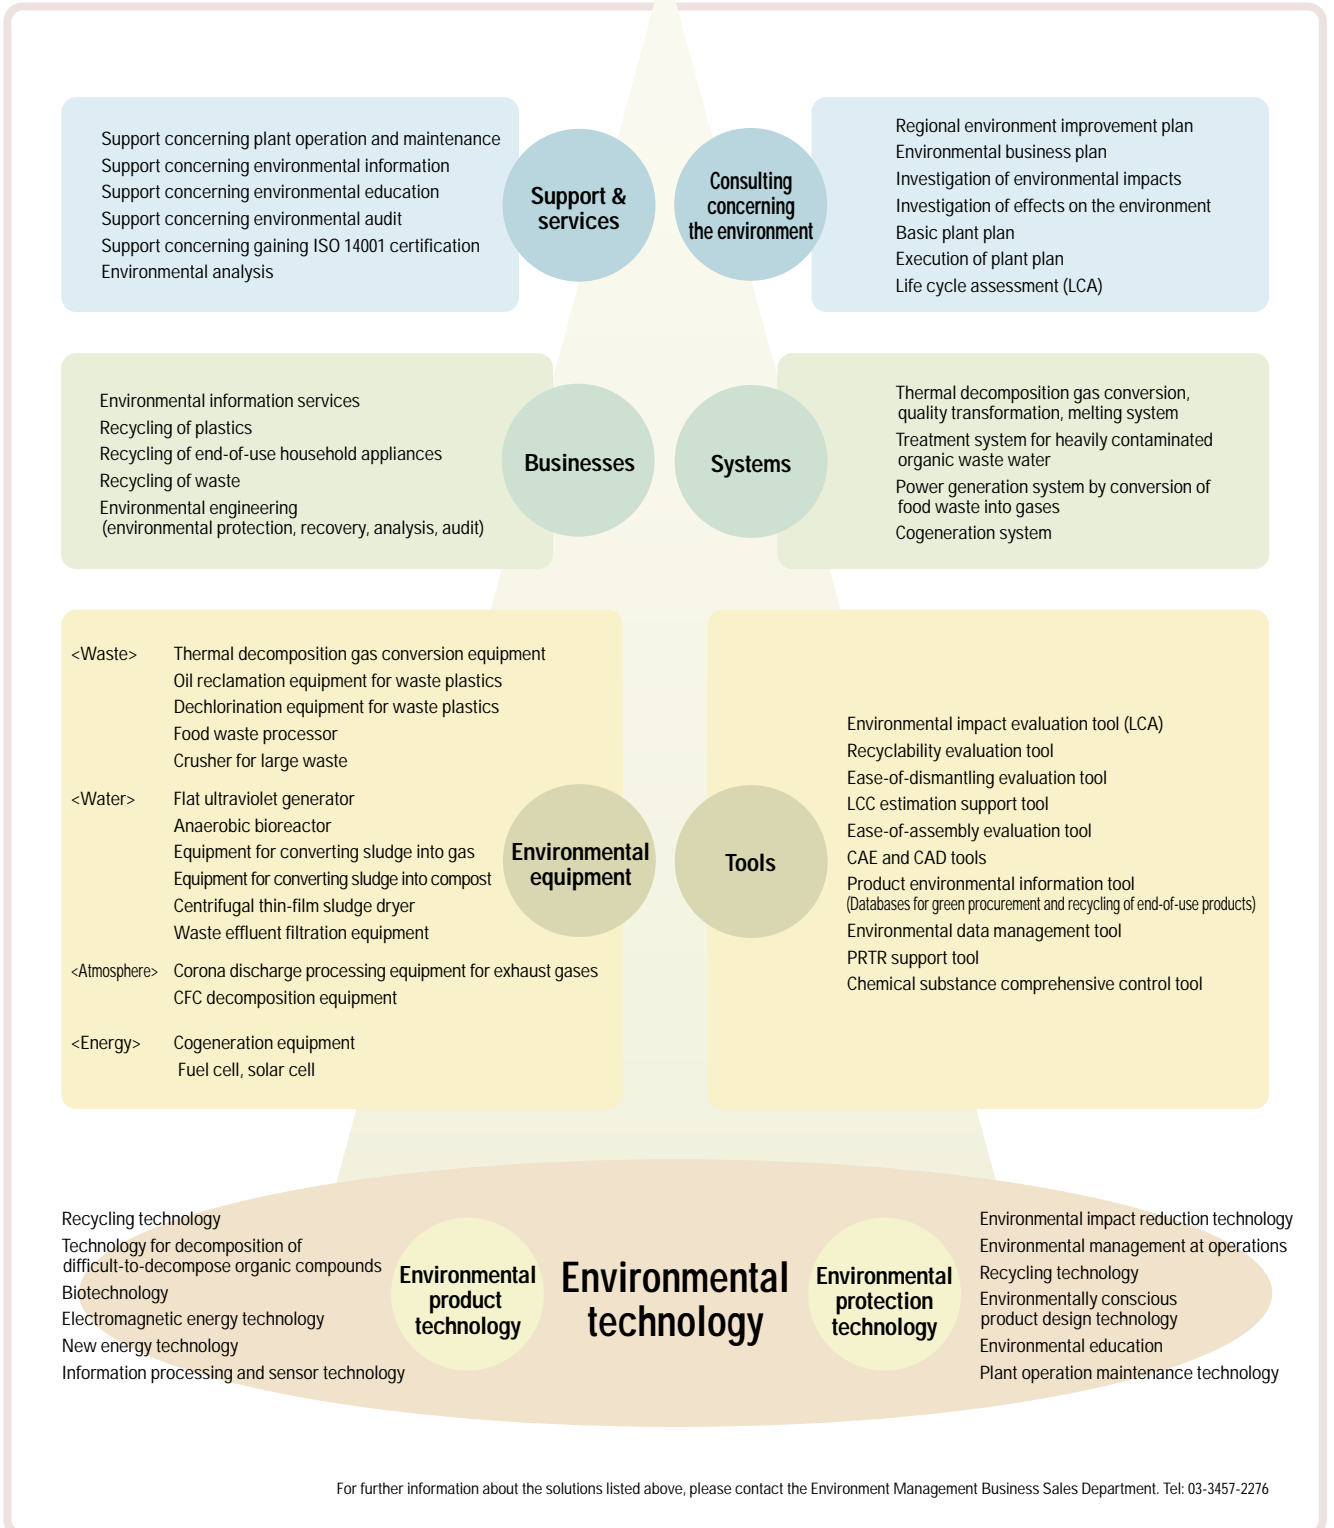 Support concerning plant operation and maintenance
Support concerning environmental information
Support concerning environmental education
Support concerning environmental audit
Support concerning gaining ISO 14001 certification
Environmental analysis
Support &
services
Consulting
concerning
the environment
Regional environment improvement plan
Environmental business plan
Investigation of environmental impacts
Investigation of effects on the environment
Basic plant plan
Execution of plant plan
Life cycle assessment (LCA)
Environmental information services
Recycling of plastics
Recycling of end-of-use household appliances
Recycling of waste
Environmental engineering
(environmental protection, recovery, analysis, audit)
Businesses
Systems
Thermal decomposition gas conversion,
quality transformation, melting system
Treatment system for heavily contaminated
organic waste water
Power generation system by conversion of
food waste into gases
Cogeneration system
<Waste> Thermal decomposition gas conversion equipment
Oil reclamation equipment for waste plastics
Dechlorination equipment for waste plastics
Food waste processor
Crusher for large waste
<Water> Flat ultraviolet generator
Anaerobic bioreactor
Equipment for converting sludge into gas
Equipment for converting sludge into compost
Centrifugal thin-film sludge dryer
Waste effluent filtration equipment
<Atmosphere> Corona discharge processing equipment for exhaust gases
CFC decomposition equipment
<Energy> Cogeneration equipment
Fuel cell, solar cell
Environmental
equipment
Tools
Environmental impact evaluation tool (LCA)
Recyclability evaluation tool
Ease-of-dismantling evaluation tool
LCC estimation support tool
Ease-of-assembly evaluation tool
CAE and CAD tools
Product environmental information tool
(Databases for green procurement and recycling of end-of-use products)
Environmental data management tool
PRTR support tool
Chemical substance comprehensive control tool
Recycling technology
Technology for decomposition of
difficult-to-decompose organic compounds
Biotechnology
Electromagnetic energy technology
New energy technology
Information processing and sensor technology
Environmental
product
technology
Environmental
technology
Environmental
protection
technology
Environmental impact reduction technology
Environmental management at operations
Recycling technology
Environmentally conscious
product design technology
Environmental education
Plant operation maintenance technology
For further information about the solutions listed above, please contact the Environment Management Business Sales Department. Tel: 03-3457-2276